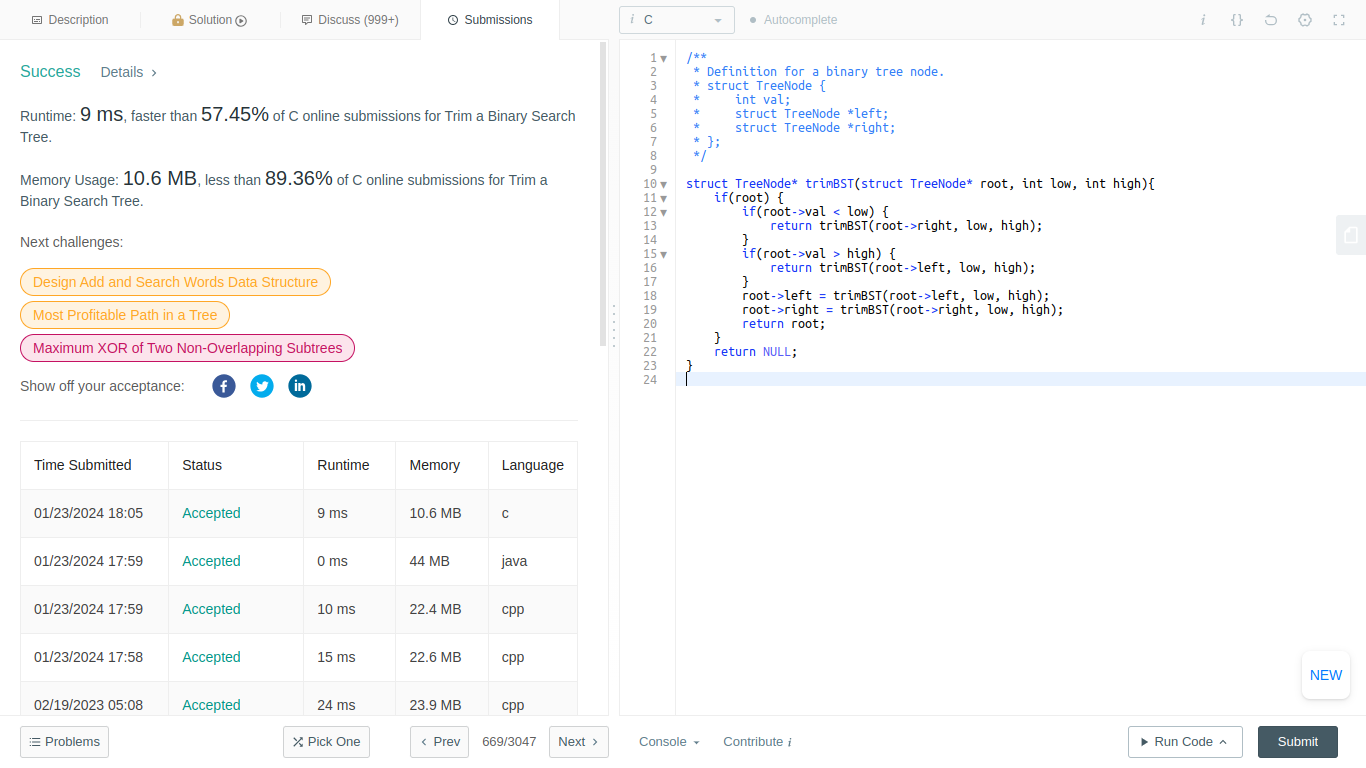 Description
Solution
Discuss (999+)
Submissions
i C
Autocomplete
i {}
Success Details
Runtime: 9 ms, faster than 57.45% of C online submissions for Trim a Binary Search
Tree.
Memory Usage: 10.6 MB, less than 89.36% of C online submissions for Trim a
Binary Search Tree.
Next challenges:
Design Add and Search Words Data Structure
Most Profitable Path in a Tree
Maximum XOR of Two Non-Overlapping Subtrees
Show off your acceptance: f in
Time Submitted Status Runtime Memory Language
01/23/2024 18:05 Accepted 9 ms 10.6 MB c
01/23/2024 17:59 Accepted 0 ms 44 MB java
01/23/2024 17:59 Accepted 10 ms 22.4 MB cpp
01/23/2024 17:58 Accepted 15 ms 22.6 MB cpp
02/19/2023 05:08 Accepted 24 ms 23.9 MB cpp
1 /**
2 * Definition for a binary tree node.
3 * struct TreeNode {
4 * int val;
5 * struct TreeNode *left;
6 * struct TreeNode *right;
7 * };
8 */
9
10 struct TreeNode* trimBST(struct TreeNode* root, int low, int high){
11 if(root) {
12 if(root->val < low) {
13 return trimBST(root->right, low, high);
14 }
15 if(root->val > high) {
16 return trimBST(root->left, low, high);
17 }
18 root->left = trimBST(root->left, low, high);
19 root->right = trimBST(root->right, low, high);
20 return root;
21 }
22 return NULL;
23 }
24
NEW
Problems
Pick One
Prev
669/3047
Next
Console
Contribute i
Run Code
Submit